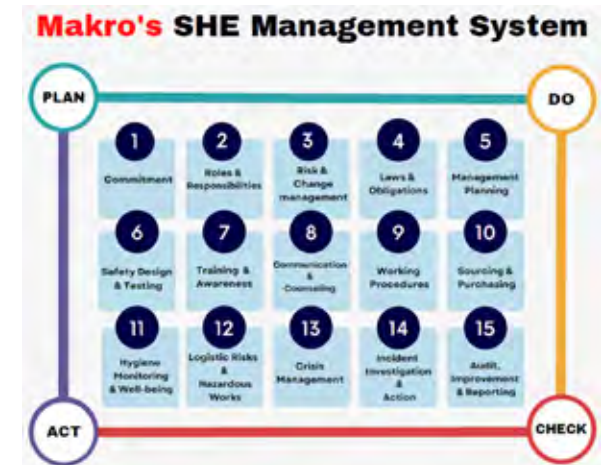 Makro's SHE Management System
PLAN
DO
1
Commitment
2
Roles &
Responsibilities
3
Risk &
Change
management
4
Laws &
Obligations
5
Management
Planning
6
Safety Design
& Testing
7
Training &
Awareness
8
Communication
&
Counseling
9
Working
Procedures
10
Sourcing &
Purchasing
11
Hygiene
Monitoring
& Well-being
12
Logistic Risks
&
Hazardous
Works
13
Crisis
Management
14
Incident
Investigation
&
Action
15
Audit,
Improvement
& Reporting
ACT
CHECK